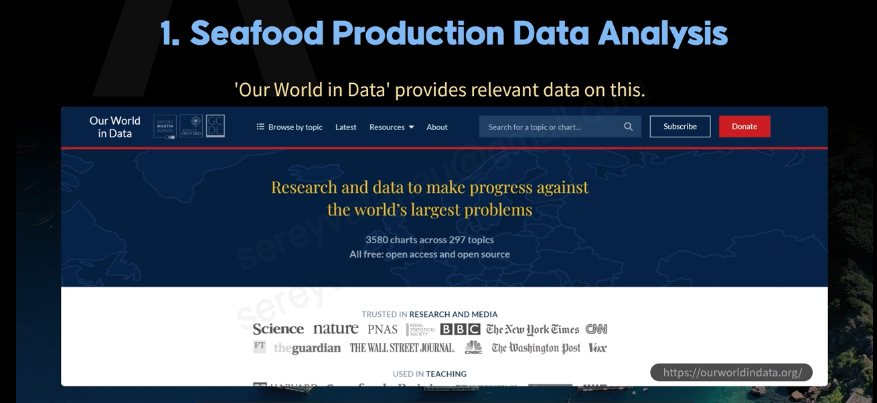 1. Seafood Production Data Analysis
'Our World in Data' provides relevant data on this.
Our World
in Data
Browse by topic Latest Resources About Search for a topic or chart... Subscribe Donate
Research and data to make progress against
the world's largest problems
3580 charts across 297 topics
All free: open access and open source
TRUSTED IN RESEARCH AND MEDIA
Science nature PNAS ROYAL STATISTICAL SOCIETY BBC The New York Times CNN
FT theguardian THE WALL STREET JOURNAL. CNBC The Washington Post Vox
USED IN TEACHING
https://ourworldindata.org/